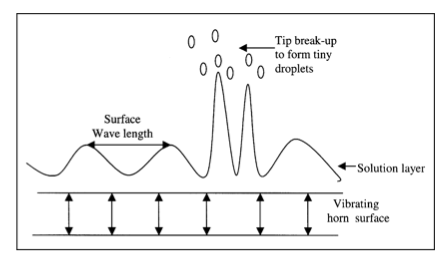 Tip break-up
to form tiny
droplets
Surface
Wave length
Solution layer
Vibrating
horn surface